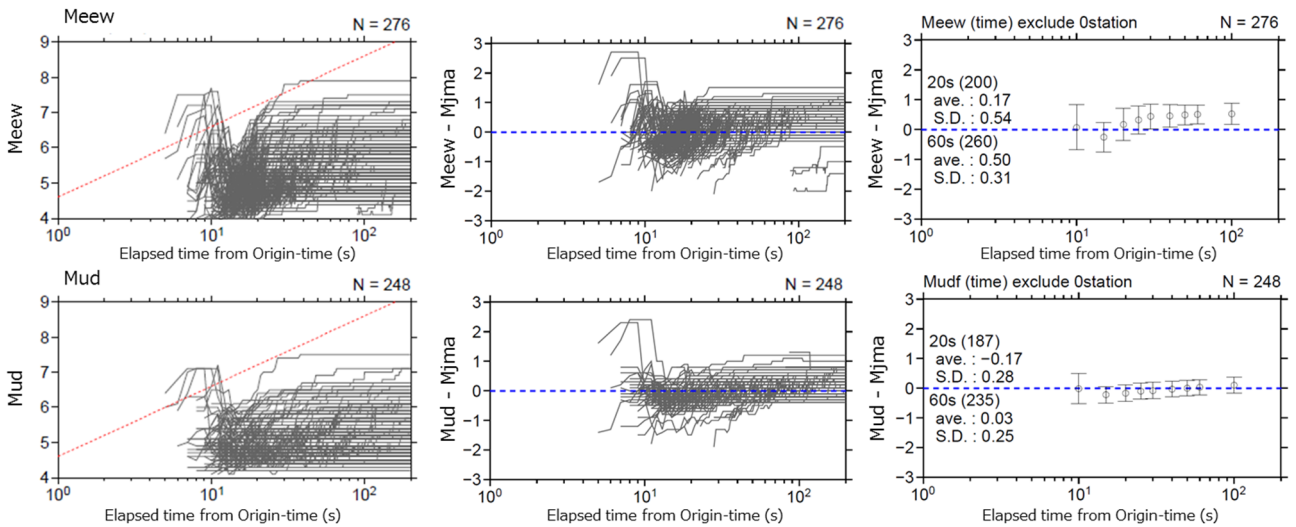 Meew
N = 276
9
8
7
6
5
4
Meew
10⁰
10¹
10²
Elapsed time from Origin-time (s)
N = 276
3
2
1
0
−1
−2
−3
Meew - Mjma
10⁰
10¹
10²
Elapsed time from Origin-time (s)
Meew (time) exclude 0station
N = 276
3
2
1
0
−1
−2
−3
Meew - Mjma
20s (200)
ave. : 0.17
S.D. : 0.54
60s (260)
ave. : 0.50
S.D. : 0.31
10⁰
10¹
10²
Elapsed time from Origin-time (s)
Mud
N = 248
9
8
7
6
5
4
Mud
10⁰
10¹
10²
Elapsed time from Origin-time (s)
N = 248
3
2
1
0
−1
−2
−3
Mud - Mjma
10⁰
10¹
10²
Elapsed time from Origin-time (s)
Mudf (time) exclude 0station
N = 248
3
2
1
0
−1
−2
−3
Mud - Mjma
20s (187)
ave. : −0.17
S.D. : 0.28
60s (235)
ave. : 0.03
S.D. : 0.25
10⁰
10¹
10²
Elapsed time from Origin-time (s)